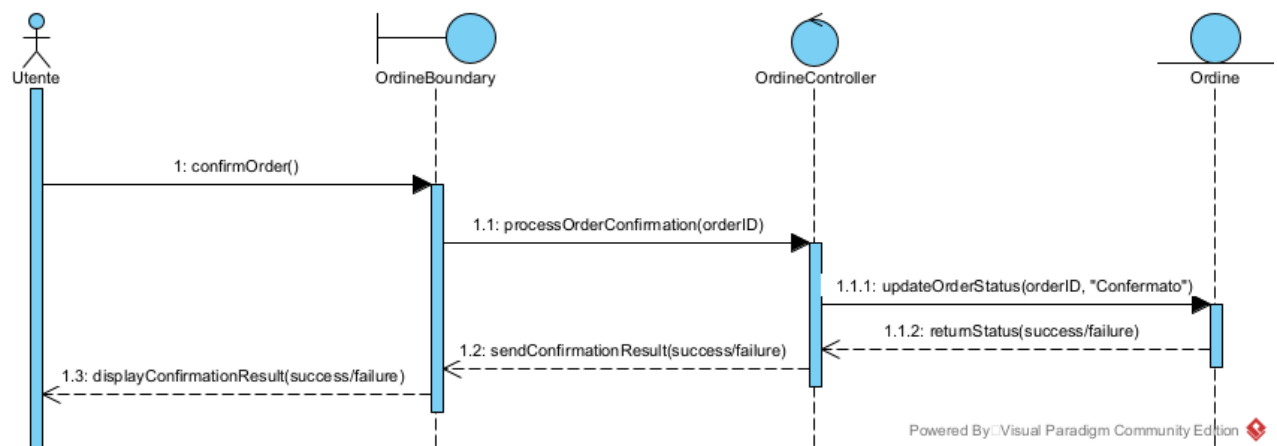 Utente
OrdineBoundary
OrdineController
Ordine
1: confirmOrder()
1.1: processOrderConfirmation(orderID)
1.1.1: updateOrderStatus(orderID, "Confermato")
1.1.2: returnStatus(success/failure)
1.2: sendConfirmationResult(success/failure)
1.3: displayConfirmationResult(success/failure)
Powered By Visual Paradigm Community Edition